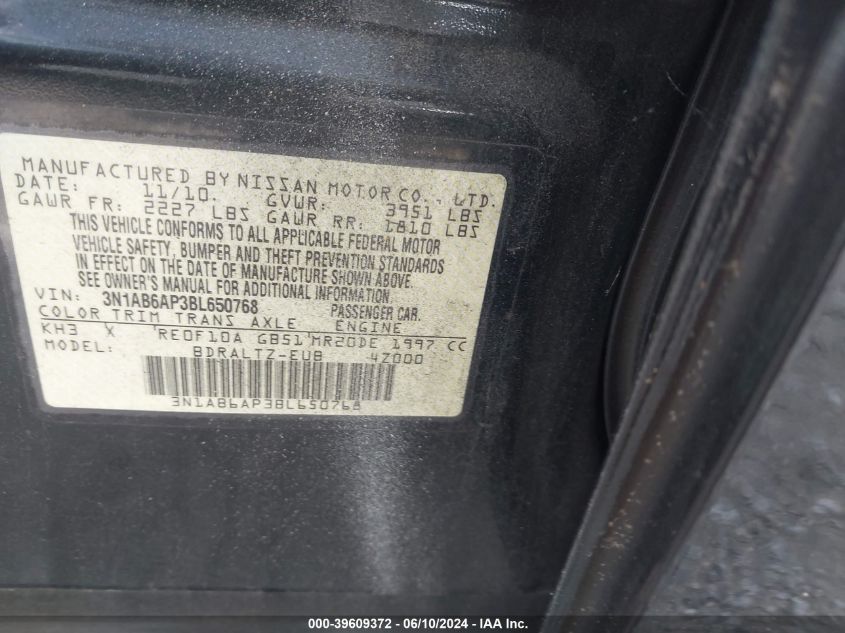 MANUFACTURED BY NISSAN MOTOR CO., LTD.
DATE: 11/10. GVWR: 3951 LBS
GAWR FR: 2227 LBS GAWR RR: 1810 LBS
THIS VEHICLE CONFORMS TO ALL APPLICABLE FEDERAL MOTOR
VEHICLE SAFETY, BUMPER AND THEFT PREVENTION STANDARDS
IN EFFECT ON THE DATE OF MANUFACTURE SHOWN ABOVE.
SEE OWNER'S MANUAL FOR ADDITIONAL INFORMATION.
VIN: 3N1AB6AP3BL650768 PASSENGER CAR.
COLOR TRIM TRANS AXLE ENGINE
KH3 X RE0F10A GB51 MR20DE 1997 CC
MODEL: BDRALTZ-EUB 4Z000
3N1AB6AP3BL650768
000-39609372 / 06/10/2024 - IAA Inc.